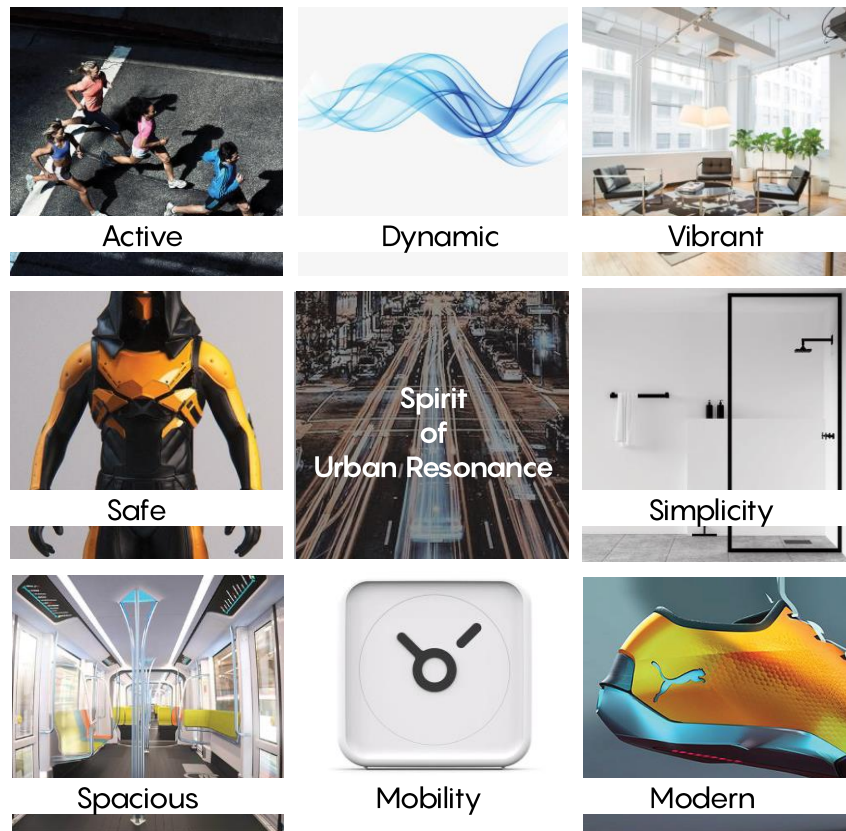 Active
Dynamic
Vibrant
Spirit
of
Urban Resonance
Safe
Simplicity
Spacious
Mobility
Modern